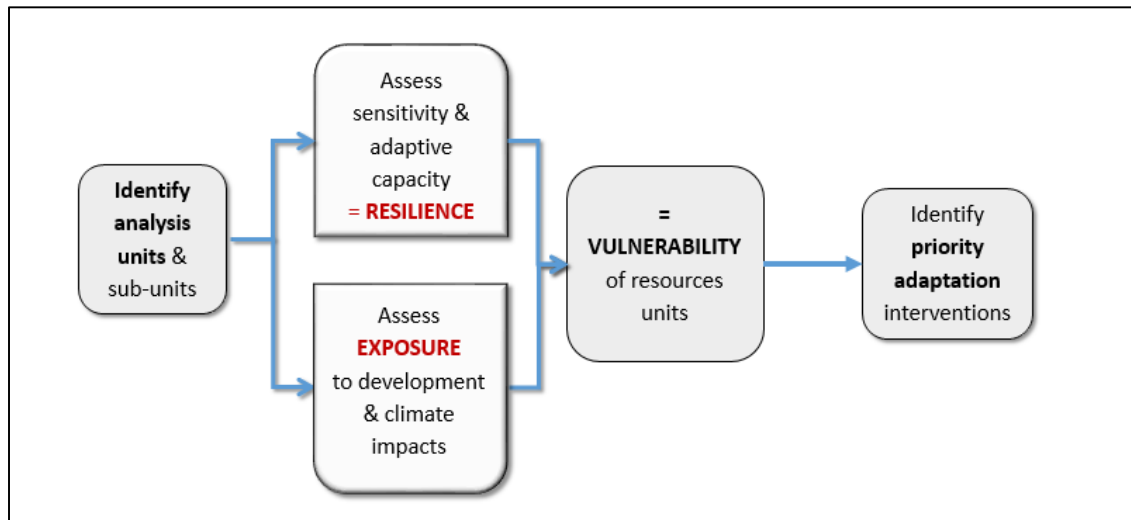 Identify
analysis
units &
sub-units
Assess
sensitivity &
adaptive
capacity
= RESILIENCE
Assess
EXPOSURE
to development
& climate
impacts
=
VULNERABILITY
of resources
units
Identify
priority
adaptation
interventions